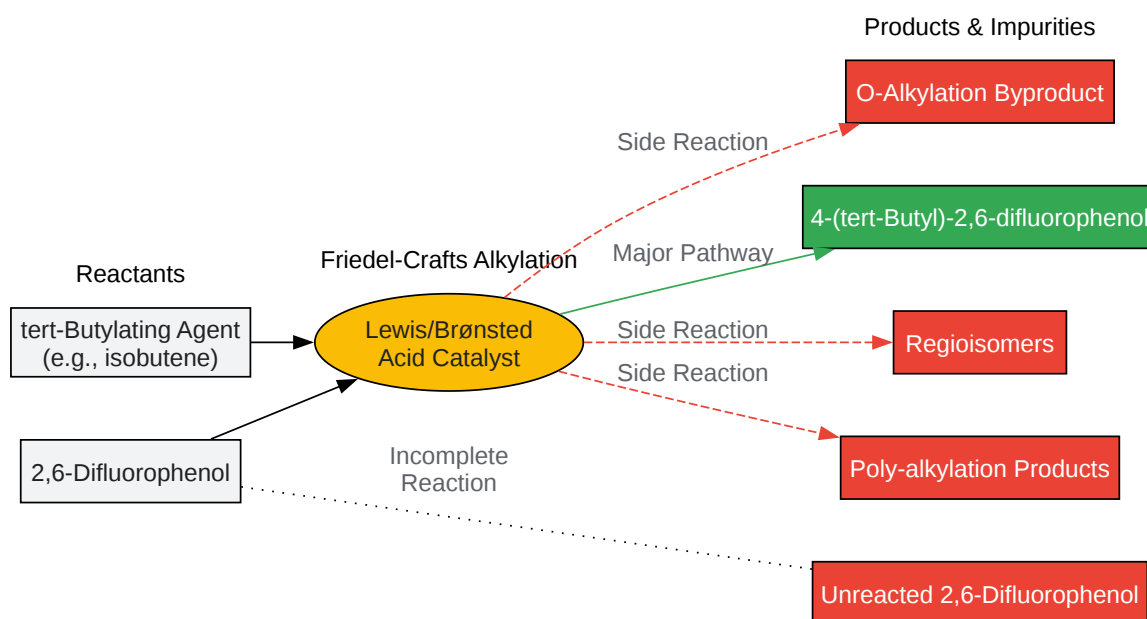 Products & Impurities
O-Alkylation Byproduct
Side Reaction
4-(tert-Butyl)-2,6-difluorophenol
Major Pathway
Friedel-Crafts Alkylation
Reactants
tert-Butylating Agent
(e.g., isobutene)
Lewis/Brønsted
Acid Catalyst
Side Reaction
Regioisomers
Side Reaction
2,6-Difluorophenol
Incomplete
Reaction
Poly-alkylation Products
Unreacted 2,6-Difluorophenol